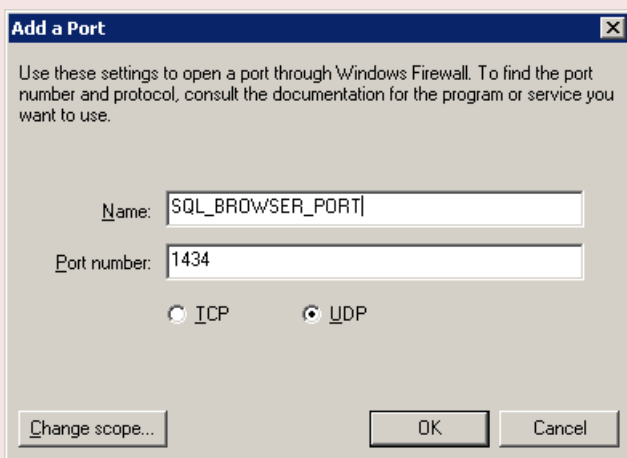 Add a Port
Use these settings to open a port through Windows Firewall. To find the port
number and protocol, consult the documentation for the program or service you
want to use.
Name: SQL_BROWSER_PORT
Port number: 1434
TCP UDP
Change scope... OK Cancel